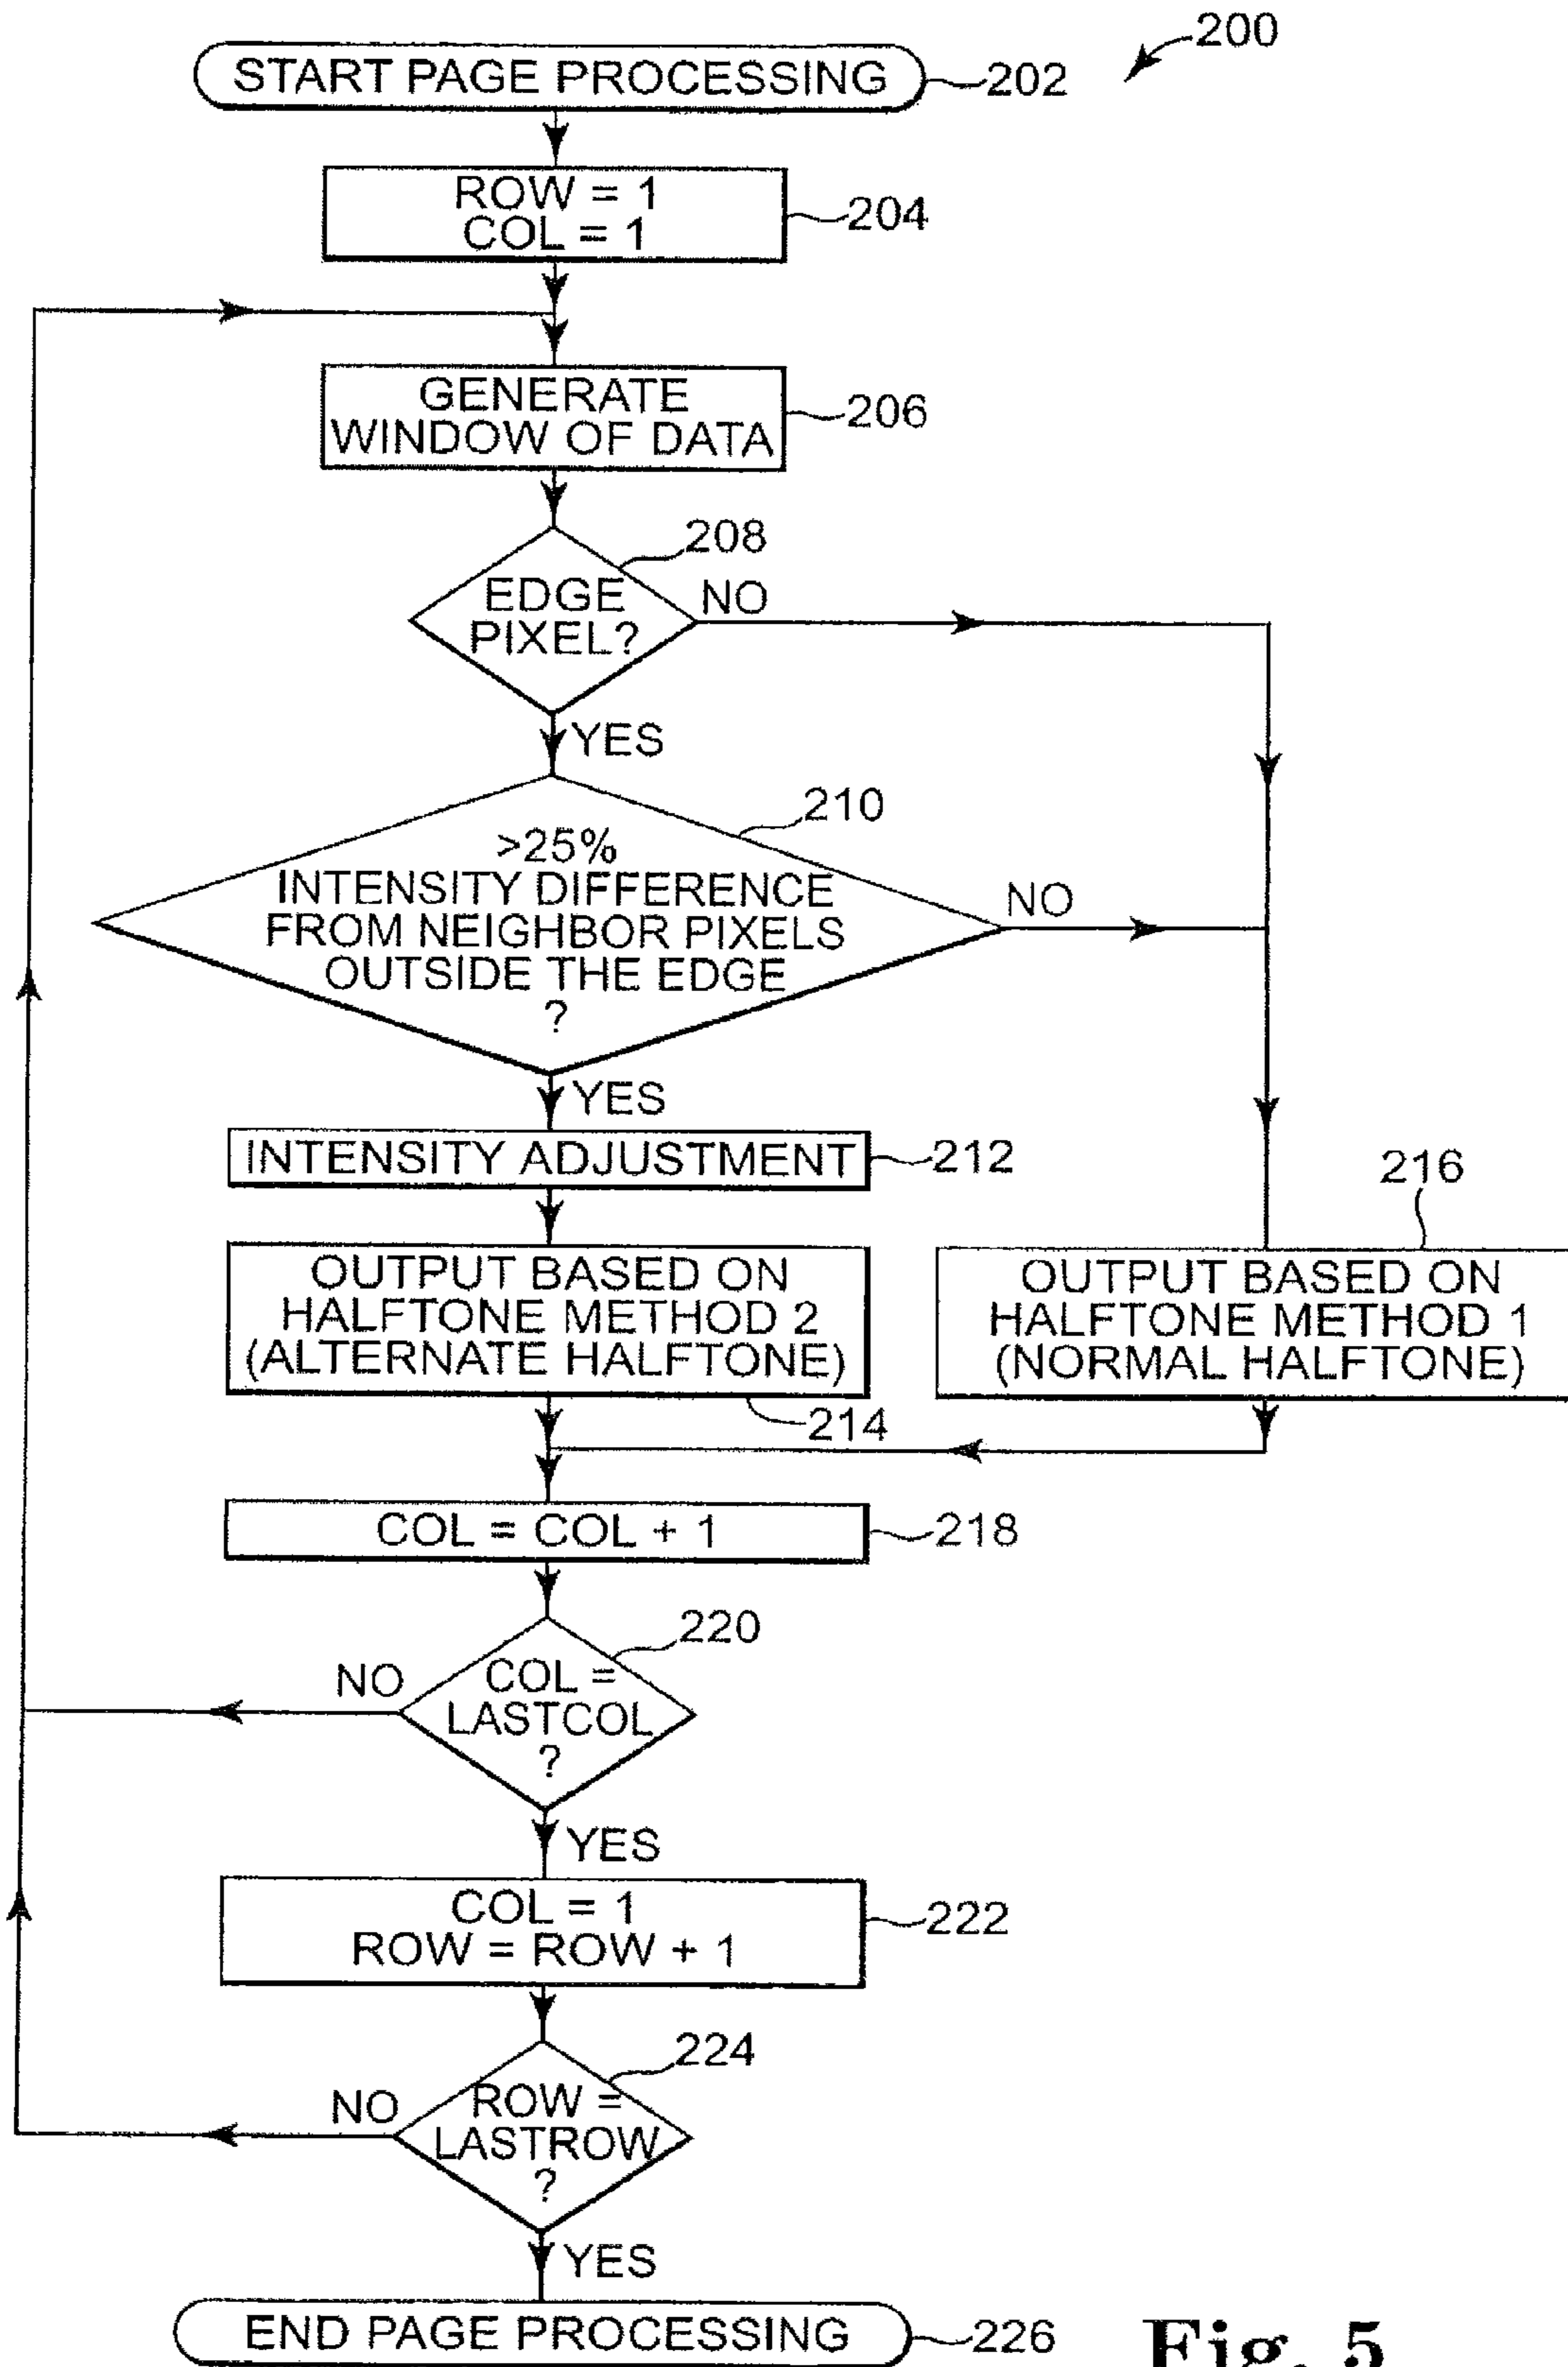 200
START PAGE PROCESSING
202
ROW = 1
COL = 1
204
GENERATE
WINDOW OF DATA
206
208
EDGE
PIXEL?
NO
YES
210
>25%
INTENSITY DIFFERENCE
FROM NEIGHBOR PIXELS
OUTSIDE THE EDGE
?
NO
YES
INTENSITY ADJUSTMENT
212
216
OUTPUT BASED ON
HALFTONE METHOD 2
(ALTERNATE HALFTONE)
214
OUTPUT BASED ON
HALFTONE METHOD 1
(NORMAL HALFTONE)
COL = COL + 1
218
220
COL =
LASTCOL
?
NO
YES
COL = 1
ROW = ROW + 1
222
224
ROW =
LASTROW
?
NO
YES
END PAGE PROCESSING
226
Fig. 5